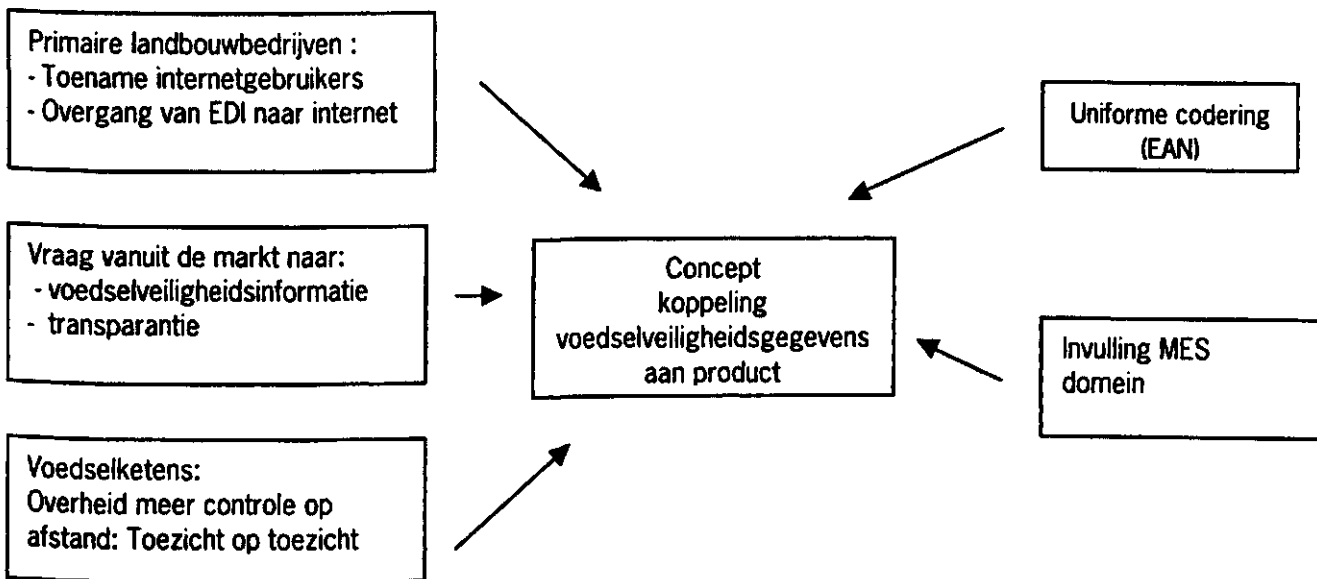 Primaire landbouwbedrijven :
- Toename internetgebruikers
- Overgang van EDI naar internet
Vraag vanuit de markt naar:
- voedselveiligheidsinformatie
- transparantie
Voedselketens:
Overheid meer controle op
afstand: Toezicht op toezicht
Concept
koppeling
voedselveiligheidsgegevens
aan product
Uniforme codering
(EAN)
Invulling MES
domein